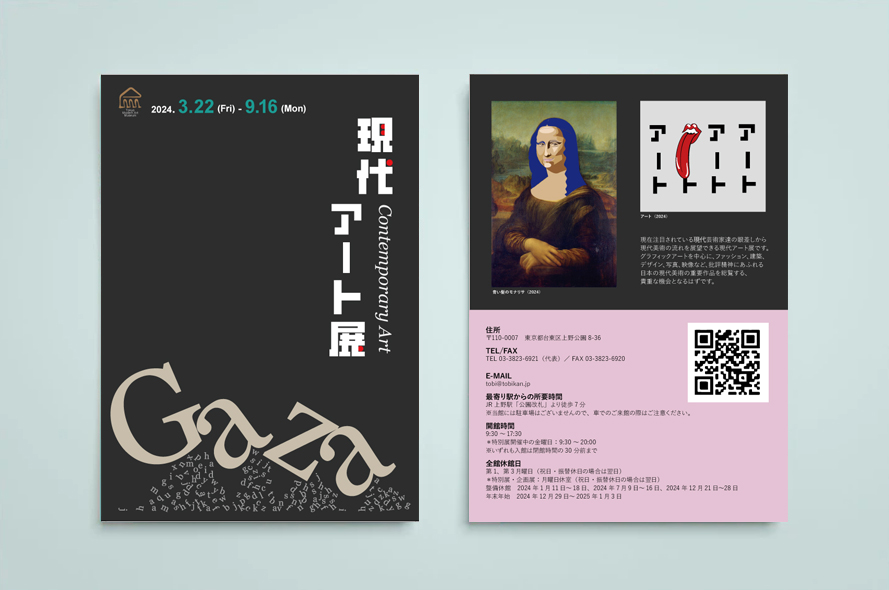 2024. 3.22 (Fri) - 9.16 (Mon)
現代
アート展
Contemporary Art
Gaza
アート
アート
アート
アート
アート（2024）
青い髪のモナリザ（2024）
現在注目されている現代芸術家達の眼差しから
現代美術の流れを展望できる現代アート展です。
グラフィックアートを中心に、ファッション、建築、
デザイン、写真、映像など、批評精神にあふれる
日本の現代美術の重要作品を総覧する、
貴重な機会となるはずです。
住所
〒110-0007　東京都台東区上野公園 8-36
TEL/FAX
TEL 03-3823-6921（代表）／ FAX 03-3823-6920
E-MAIL
tobi@tobikan.jp
最寄り駅からの所要時間
JR 上野駅「公園改札」より徒歩 7 分
※当館には駐車場はございませんので、車でのご来館の際はご注意ください。
開館時間
9:30 ～ 17:30
＊特別展開催中の金曜日：9:30 ～ 20:00
※いずれも入館は閉館時間の 30 分前まで
全館休館日
第 1、第 3 月曜日（祝日・振替休日の場合は翌日）
＊特別展・企画展：月曜日休室（祝日・振替休日の場合は翌日）
整備休館　2024 年 1 月 11 日～ 18 日、2024 年 7 月 9 日～ 16 日、2024 年 12 月 21 日～28 日
年末年始　2024 年 12 月 29 日～ 2025 年 1 月 3 日